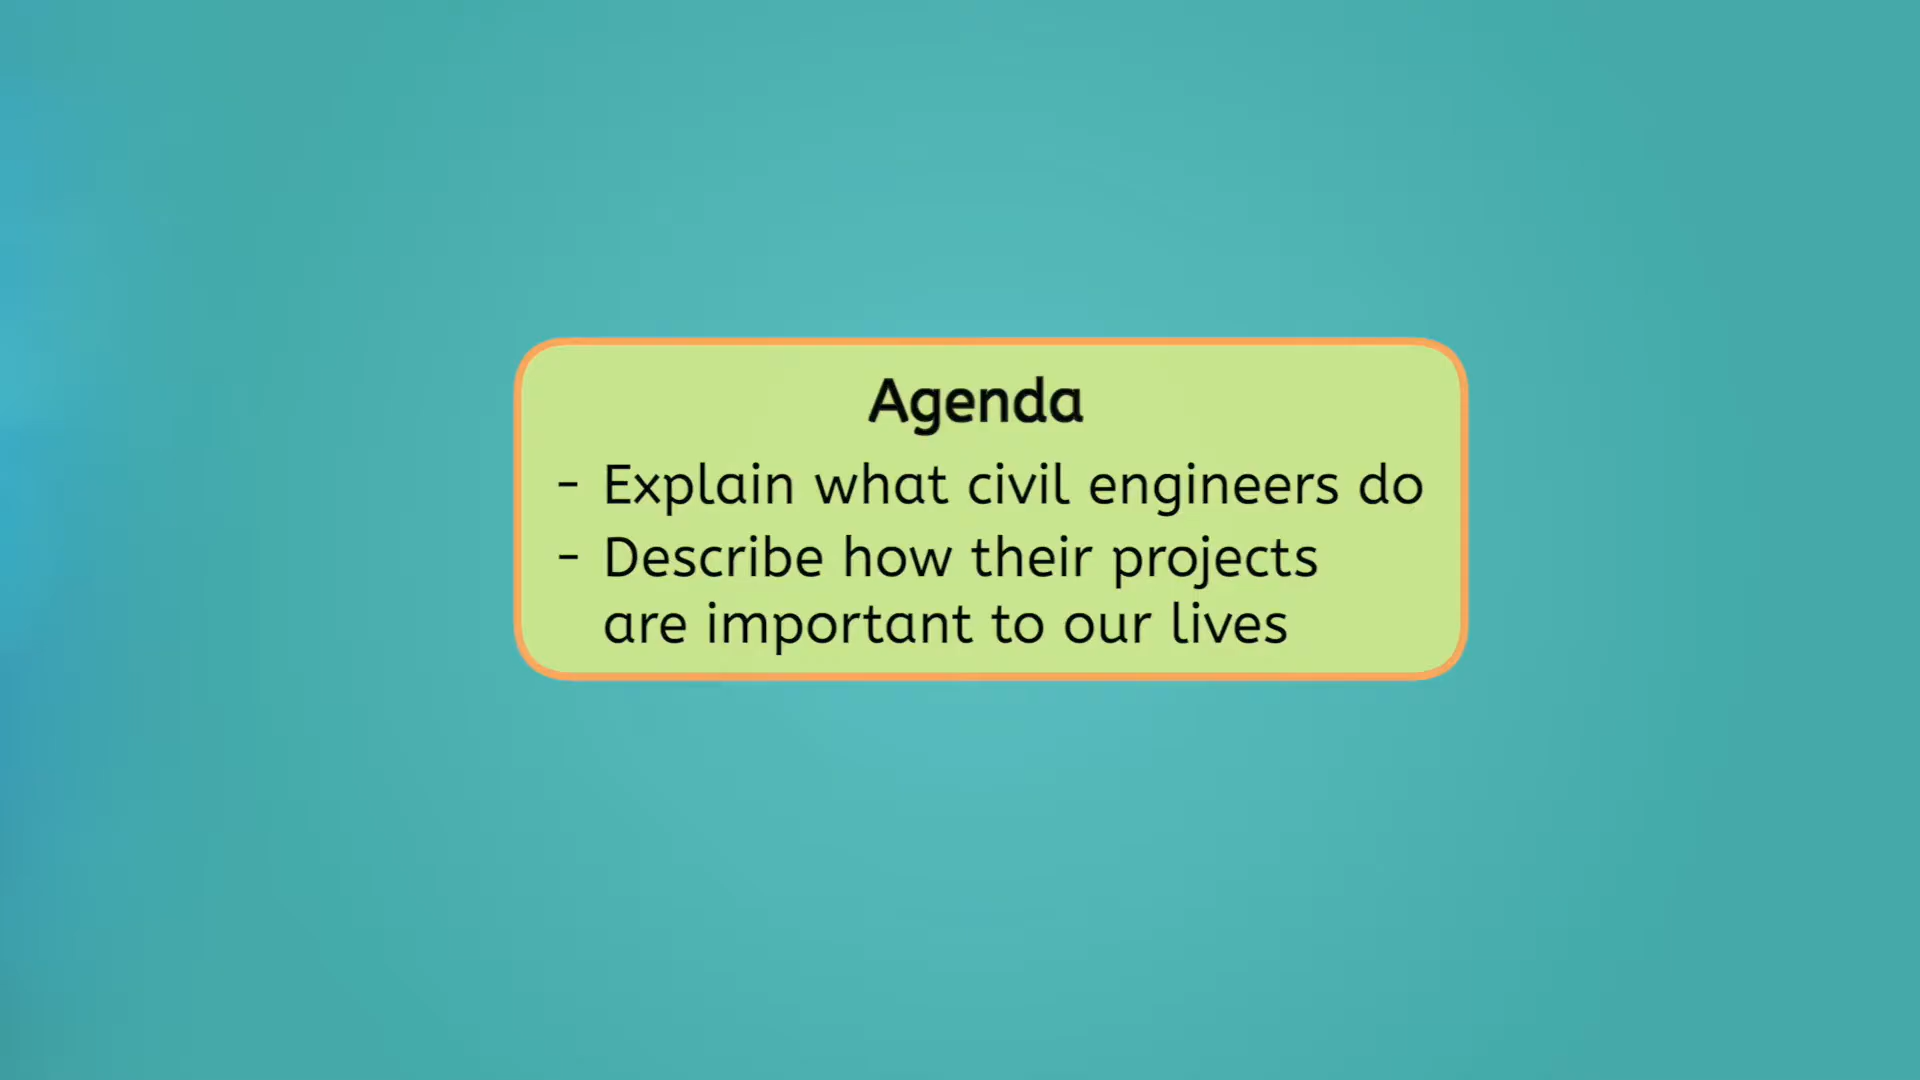 Agenda
- Explain what civil engineers do
- Describe how their projects
are important to our lives